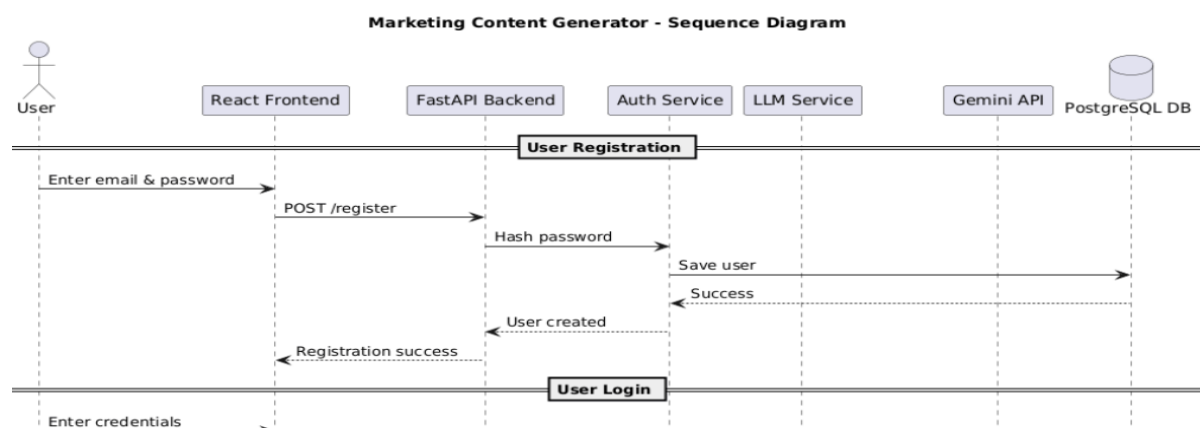 Marketing Content Generator - Sequence Diagram
User
React Frontend
FastAPI Backend
Auth Service
LLM Service
Gemini API
PostgreSQL DB
User Registration
Enter email & password
POST /register
Hash password
Save user
Success
User created
Registration success
User Login
Enter credentials